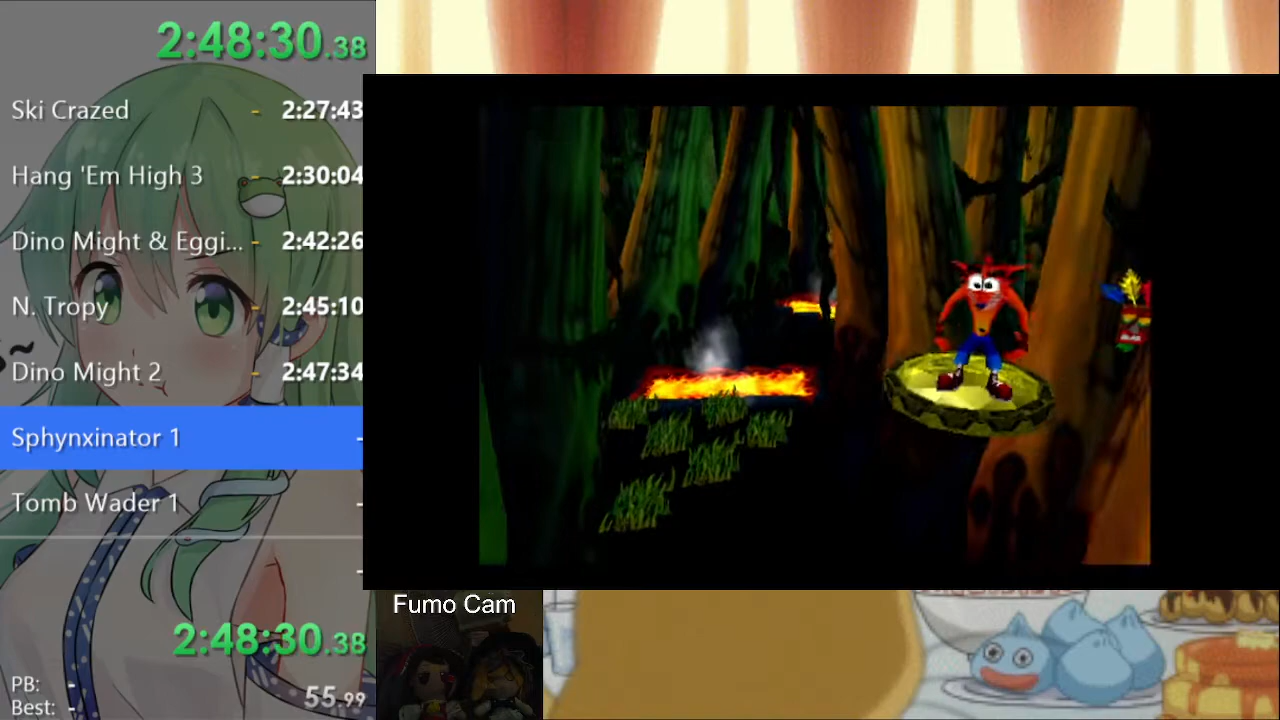 2:48:30.38
Ski Crazed - 2:27:43
Hang 'Em High 3 - 2:30:04
Dino Might & Eggi... - 2:42:26
N. Tropy - 2:45:10
Dino Might 2 - 2:47:34
Sphynxinator 1 -
Tomb Wader 1 -
-
2:48:30.38
PB: -
Best: -
55.99
Fumo Cam